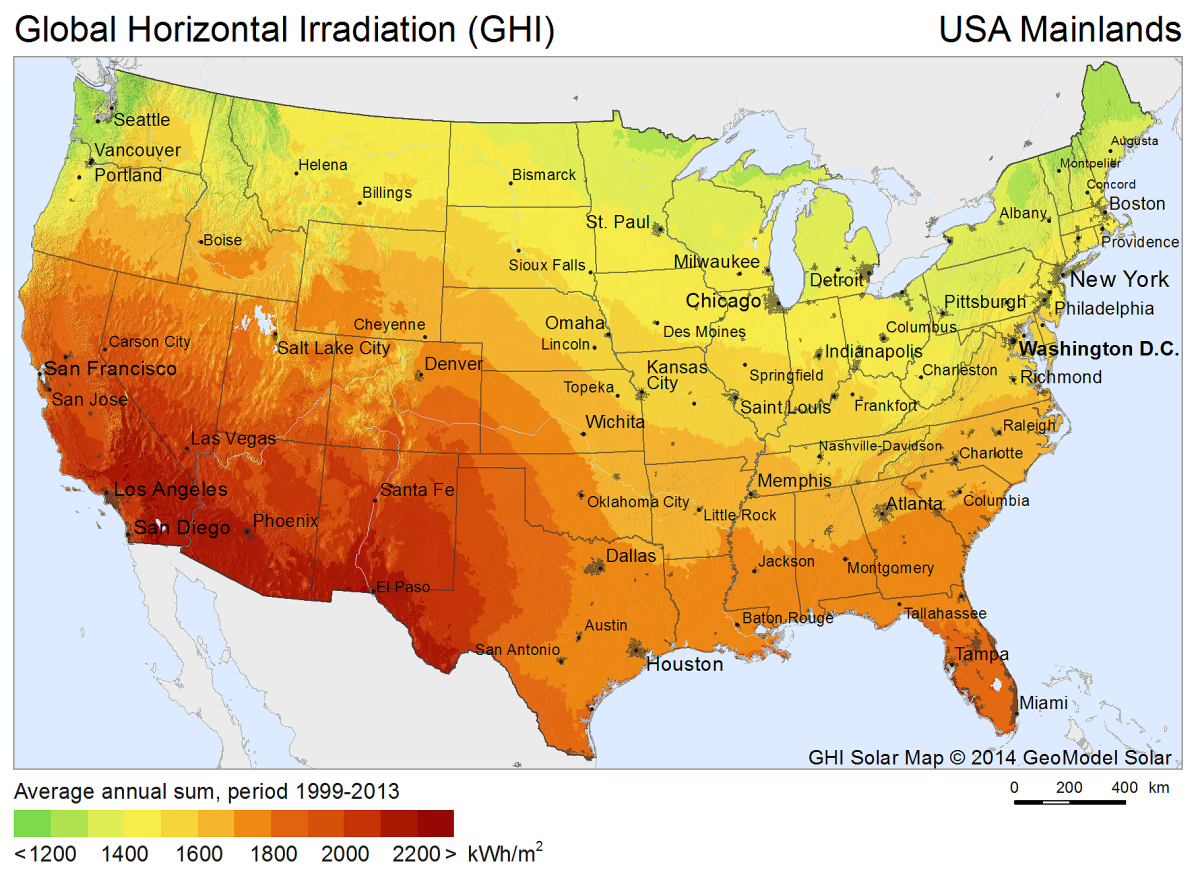 Global Horizontal Irradiation (GHI)
USA Mainlands
Seattle
Vancouver
Portland
Helena
Billings
Bismarck
Boise
St. Paul
Sioux Falls
Milwaukee
Detroit
Chicago
Augusta
Montpelier
Concord
Boston
Albany
Providence
New York
Pittsburgh
Philadelphia
Omaha
Lincoln
Des Moines
Columbus
Indianapolis
Washington D.C.
Cheyenne
Salt Lake City
Carson City
San Francisco
San Jose
Denver
Topeka
Kansas
City
Springfield
Charleston
Richmond
Saint Louis
Frankfort
Wichita
Las Vegas
Nashville-Davidson
Raleigh
Charlotte
Los Angeles
Santa Fe
Oklahoma City
Memphis
Little Rock
Atlanta
Columbia
San Diego
Phoenix
Dallas
Jackson
Montgomery
El Paso
Austin
Baton Rouge
Tallahassee
San Antonio
Houston
Tampa
Miami
GHI Solar Map © 2014 GeoModel Solar
Average annual sum, period 1999-2013
0 200 400 km
<1200 1400 1600 1800 2000 2200> kWh/m2